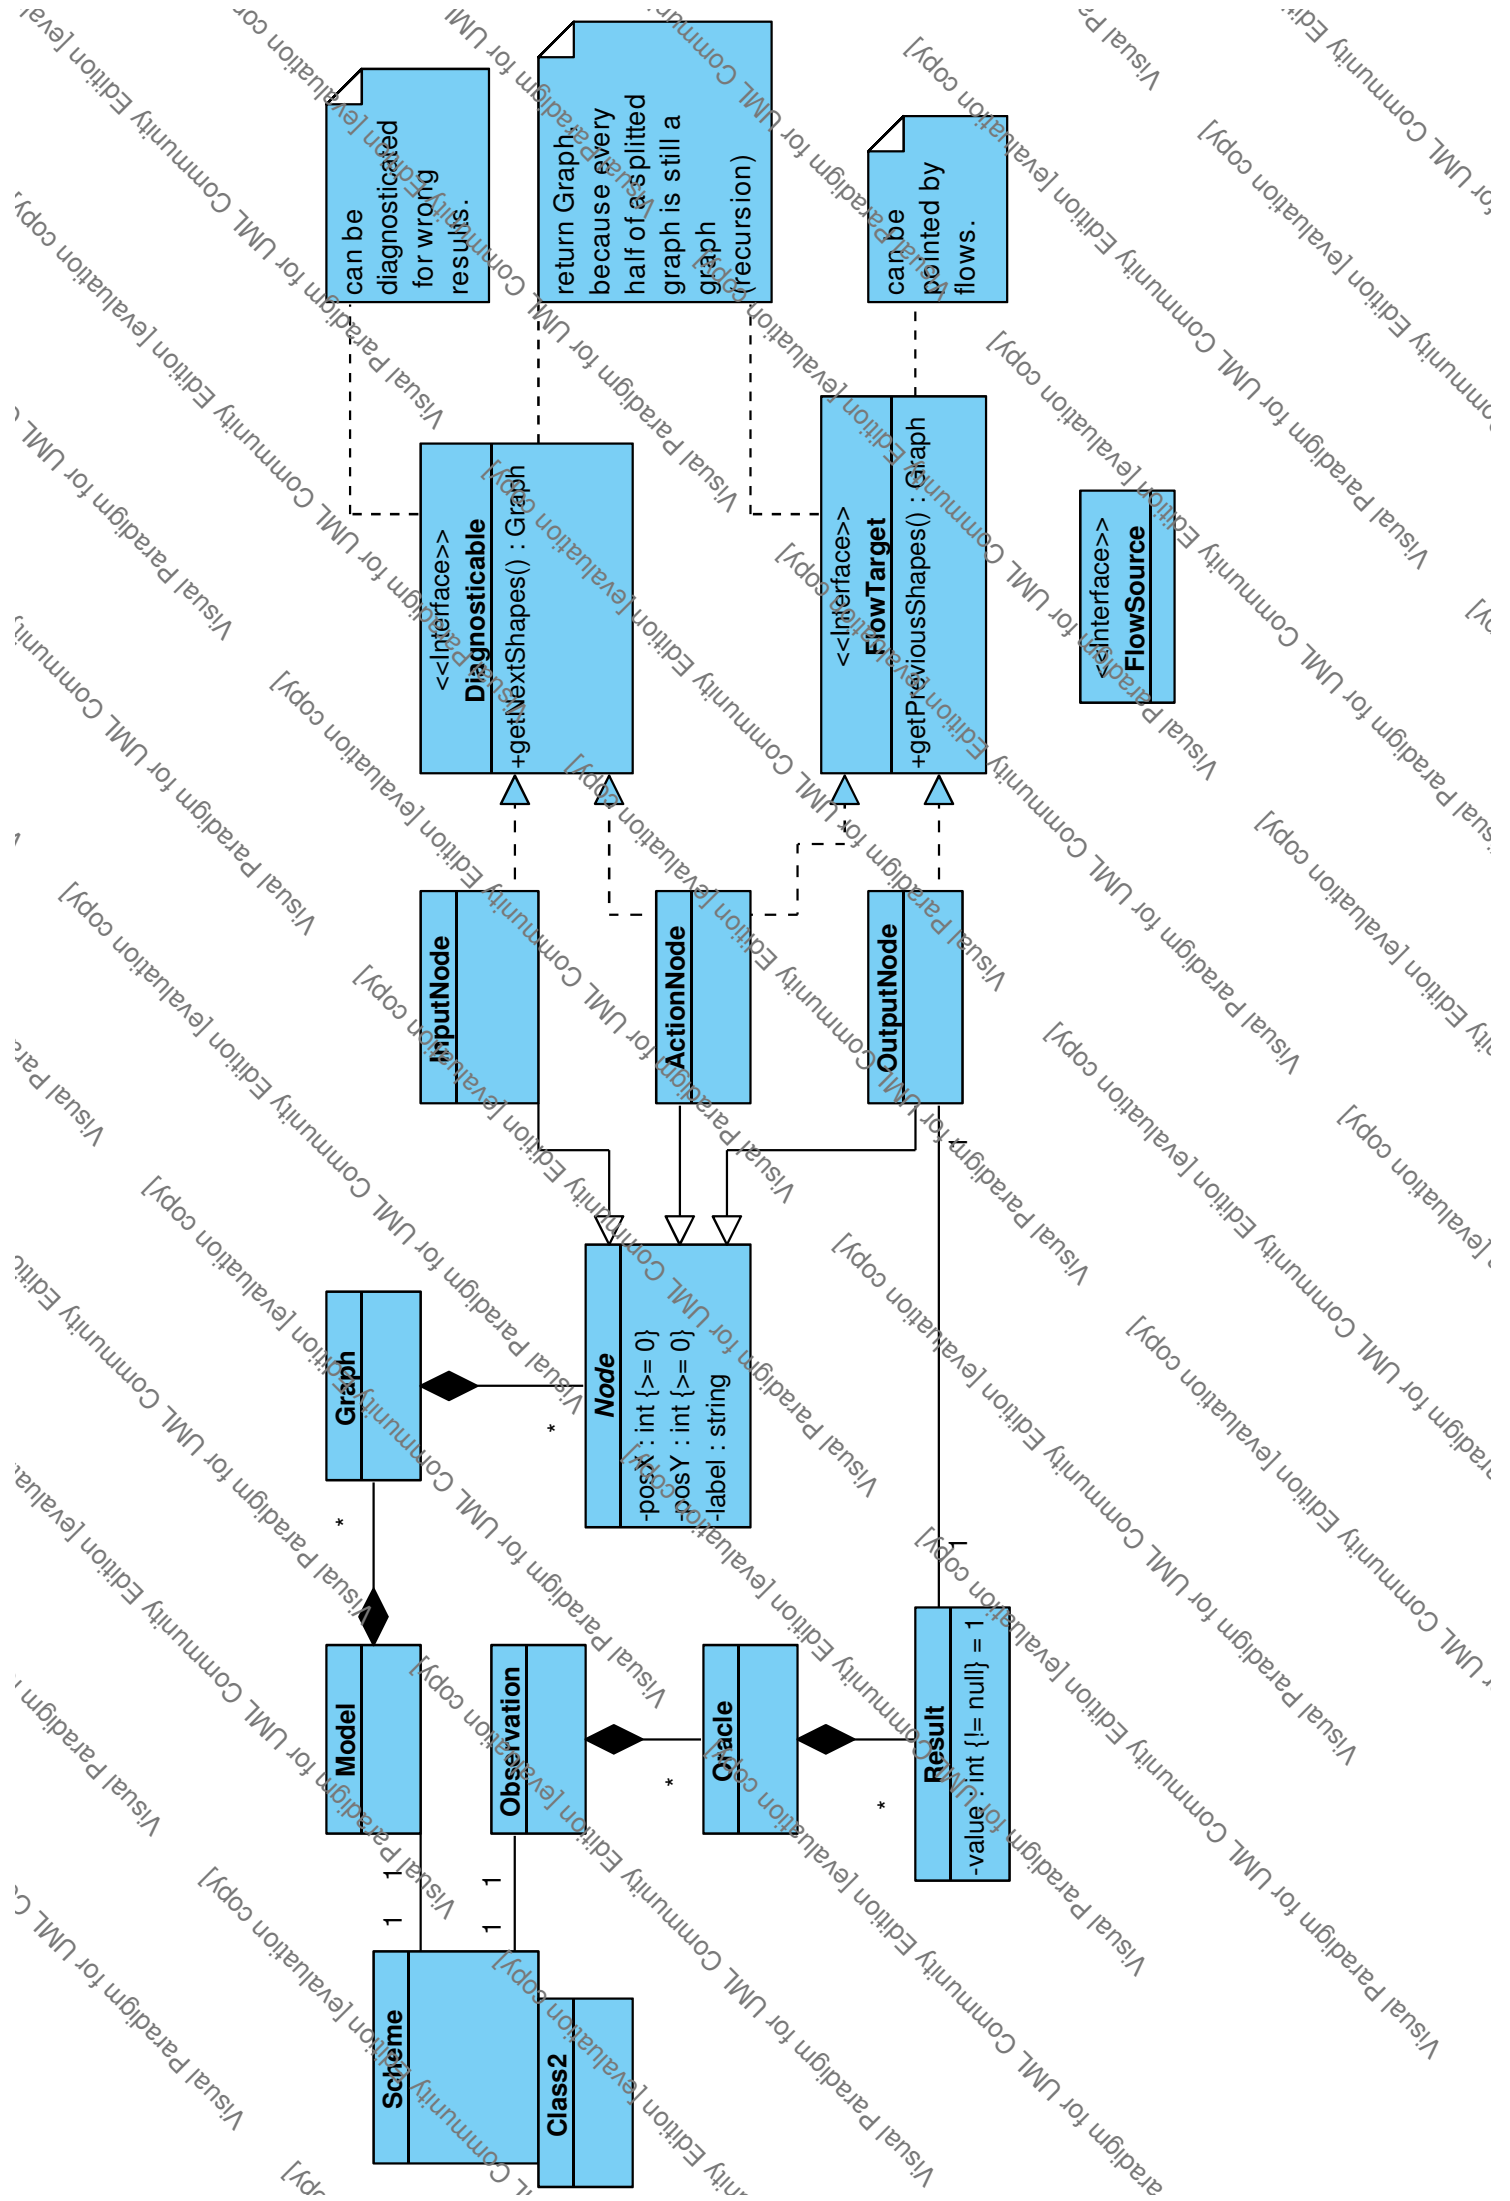 Scheme
Class2
1
1
1
1
Model
*
Graph
*
Observation
*
Oracle
*
Result
-value : int {!= null} = 1
1
1
Node
-posX : int {>= 0}
-posY : int {>= 0}
-label : string
InputNode
ActionNode
OutputNode
<<Interface>>
Diagnosticable
+getNextShapes() : Graph
<<Interface>>
FlowTarget
+getPreviousShapes() : Graph
<<Interface>>
FlowSource
can be
diagnosticated
for wrong
results.
return Graph,
because every
half of a splitted
graph is still a
graph
(recursion)
can be
pointed by
flows.
Visual Paradigm for UML Community Edition [evaluation copy]